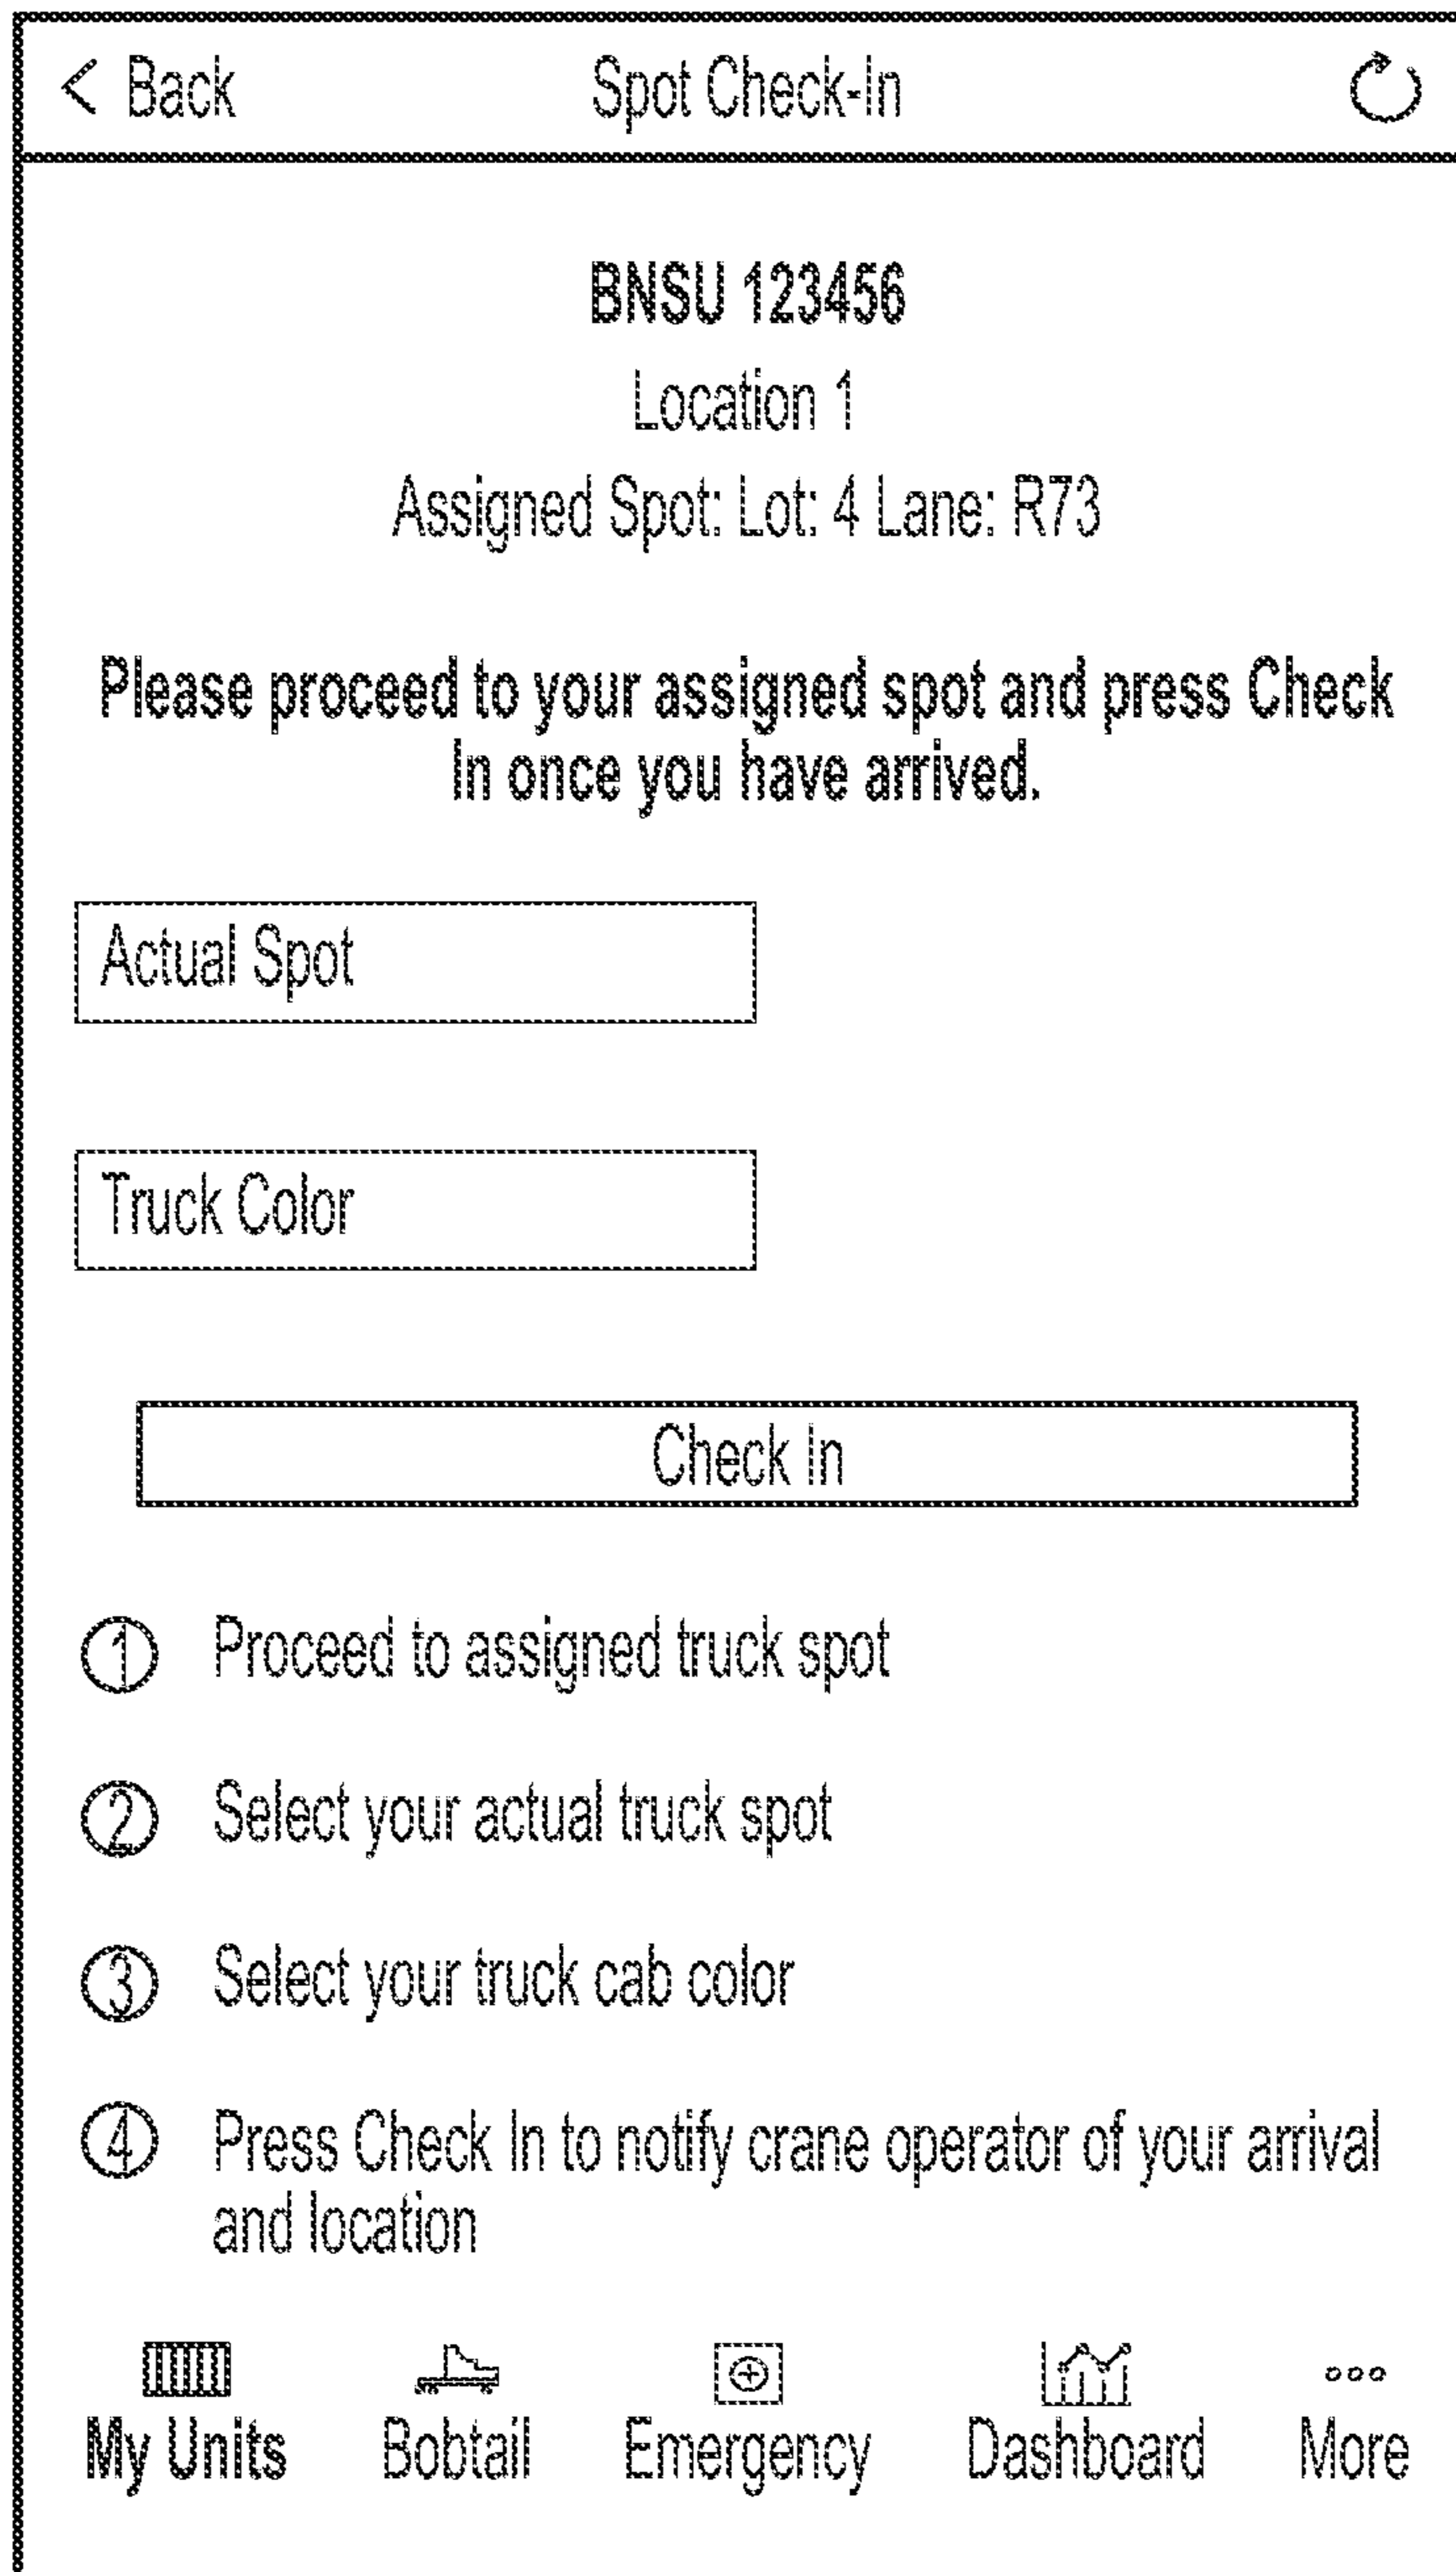 < Back Spot Check-In
BNSU 123456
Location 1
Assigned Spot: Lot: 4 Lane: R73
Please proceed to your assigned spot and press Check
In once you have arrived.
Actual Spot
Truck Color
Check In
1 Proceed to assigned truck spot
2 Select your actual truck spot
3 Select your truck cab color
4 Press Check In to notify crane operator of your arrival
and location
My Units Bobtail Emergency Dashboard More